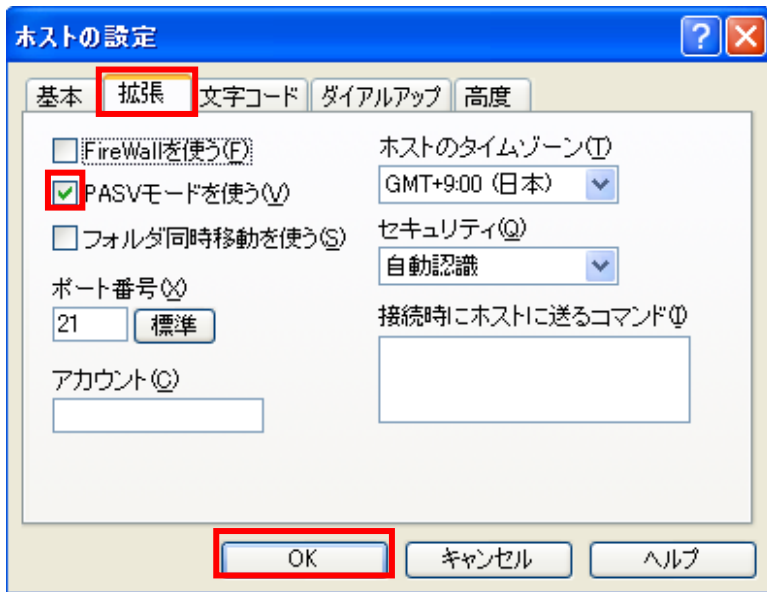 ホストの設定
基本 拡張 文字コード ダイアルアップ 高度
FireWallを使う(F)
PASVモードを使う(V)
フォルダ同時移動を使う(S)
ポート番号(X)
21 標準
アカウント(C)
ホストのタイムゾーン(T)
GMT+9:00 (日本)
セキュリティ(Q)
自動認識
接続時にホストに送るコマンド(I)
OK キャンセル ヘルプ